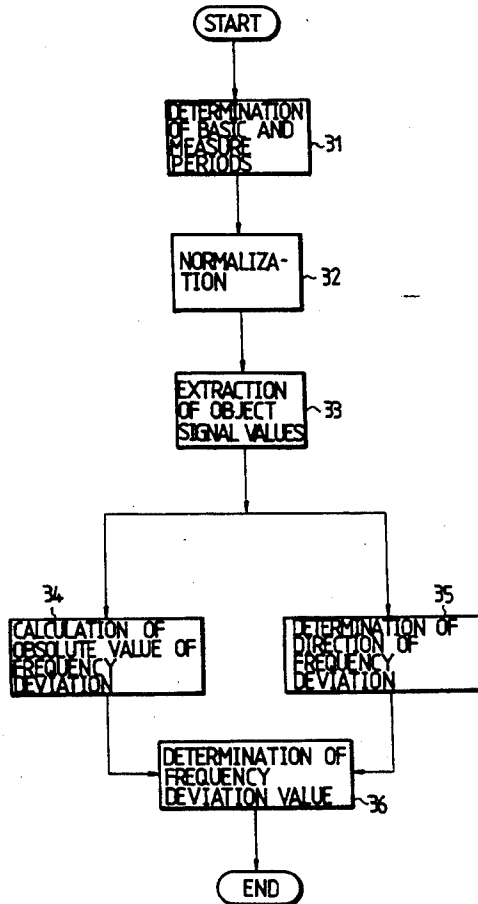 START
DETERMINATION
OF BASIC AND
MEASURE
PERIODS
31
NORMALIZA-
TION
32
EXTRACTION
OF OBJECT
SIGNAL VALUES
33
34
CALCULATION OF
ABSOLUTE VALUE OF
FREQUENCY
DEVIATION
35
DETERMINATION OF
DIRECTION OF
FREQUENCY
DEVIATION
DETERMINATION OF
FREQUENCY
DEVIATION VALUE
36
END